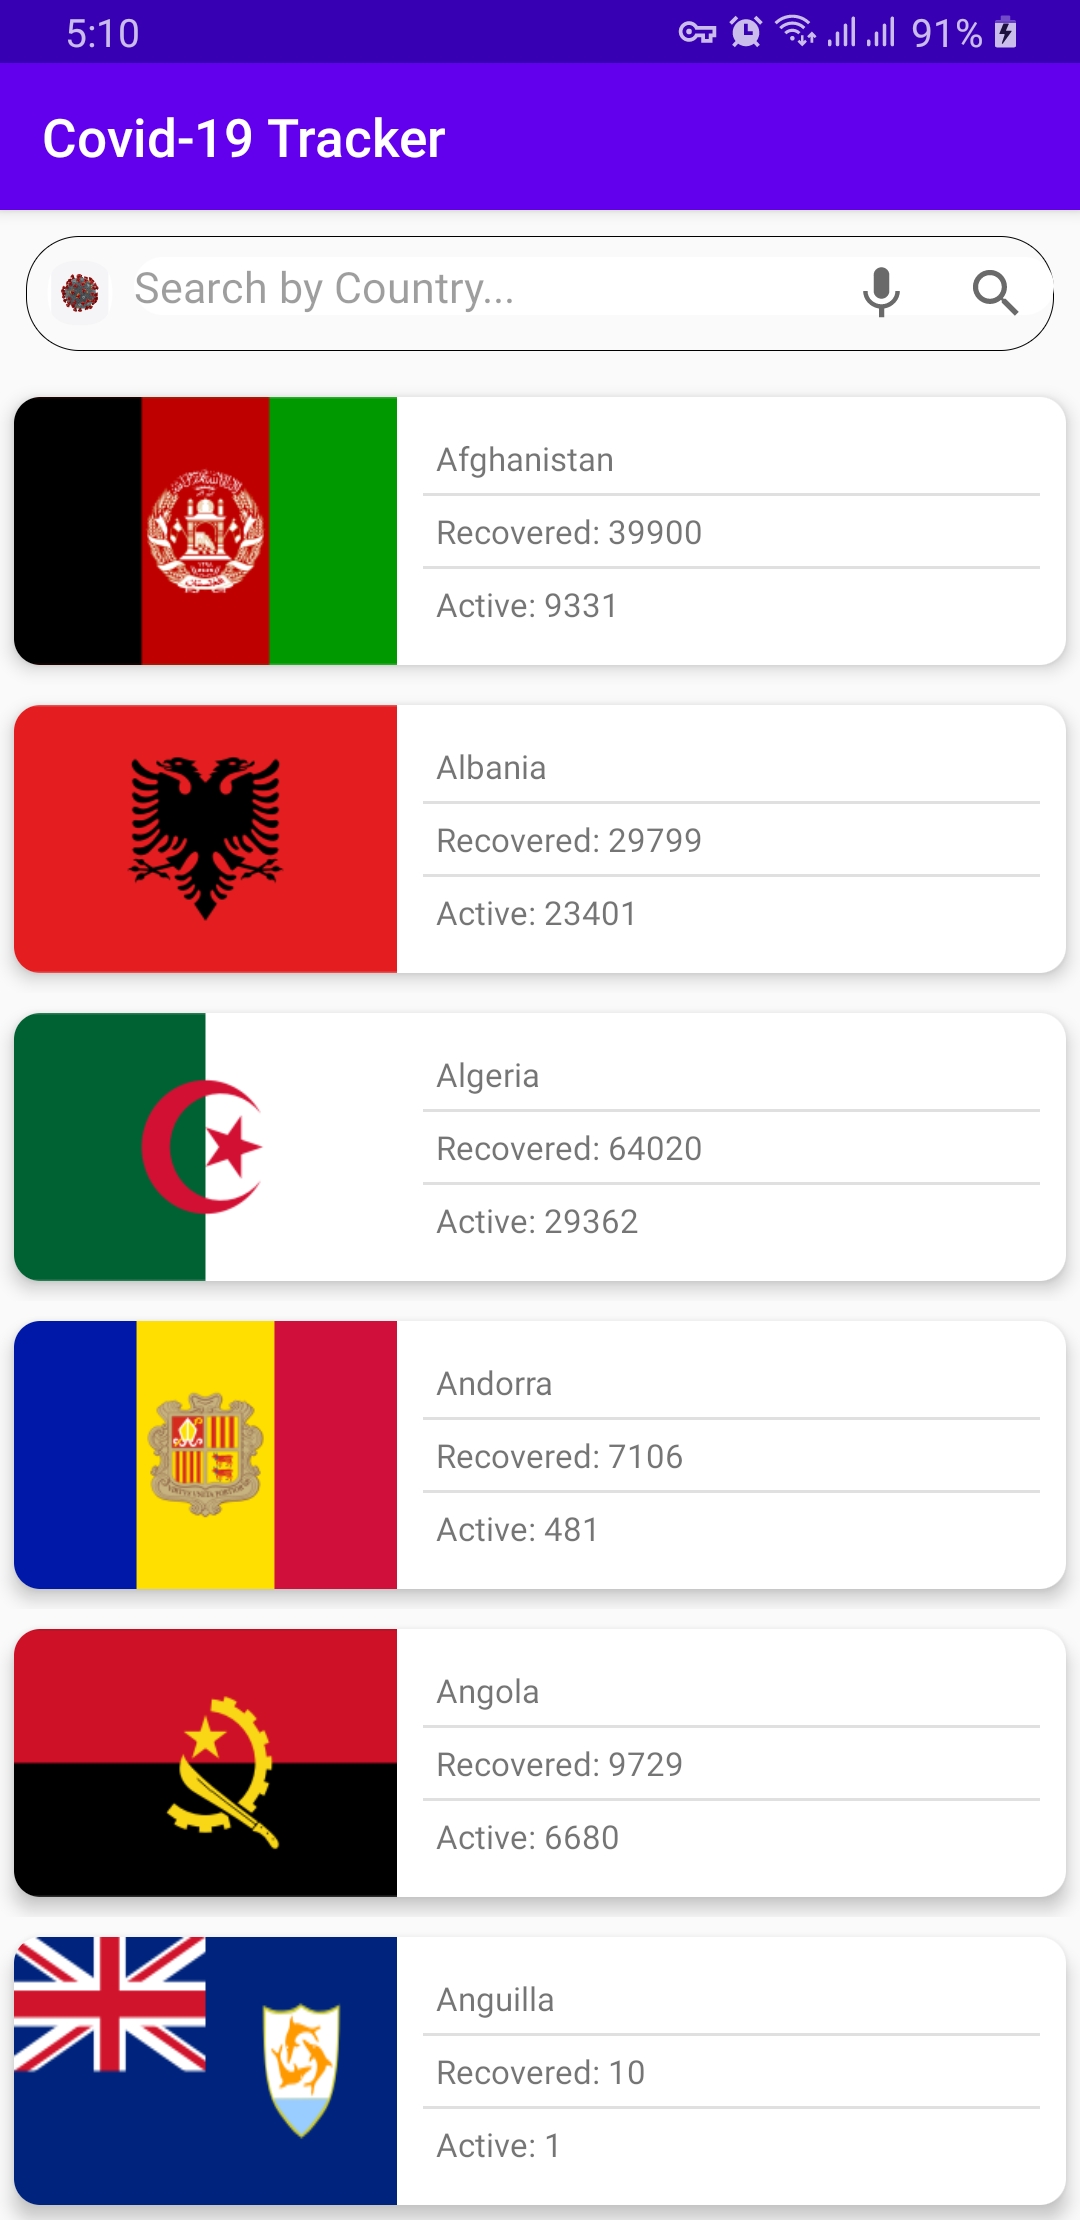 5:10
91%
Covid-19 Tracker
Search by Country...
Afghanistan
Recovered: 39900
Active: 9331
Albania
Recovered: 29799
Active: 23401
Algeria
Recovered: 64020
Active: 29362
Andorra
Recovered: 7106
Active: 481
Angola
Recovered: 9729
Active: 6680
Anguilla
Recovered: 10
Active: 1